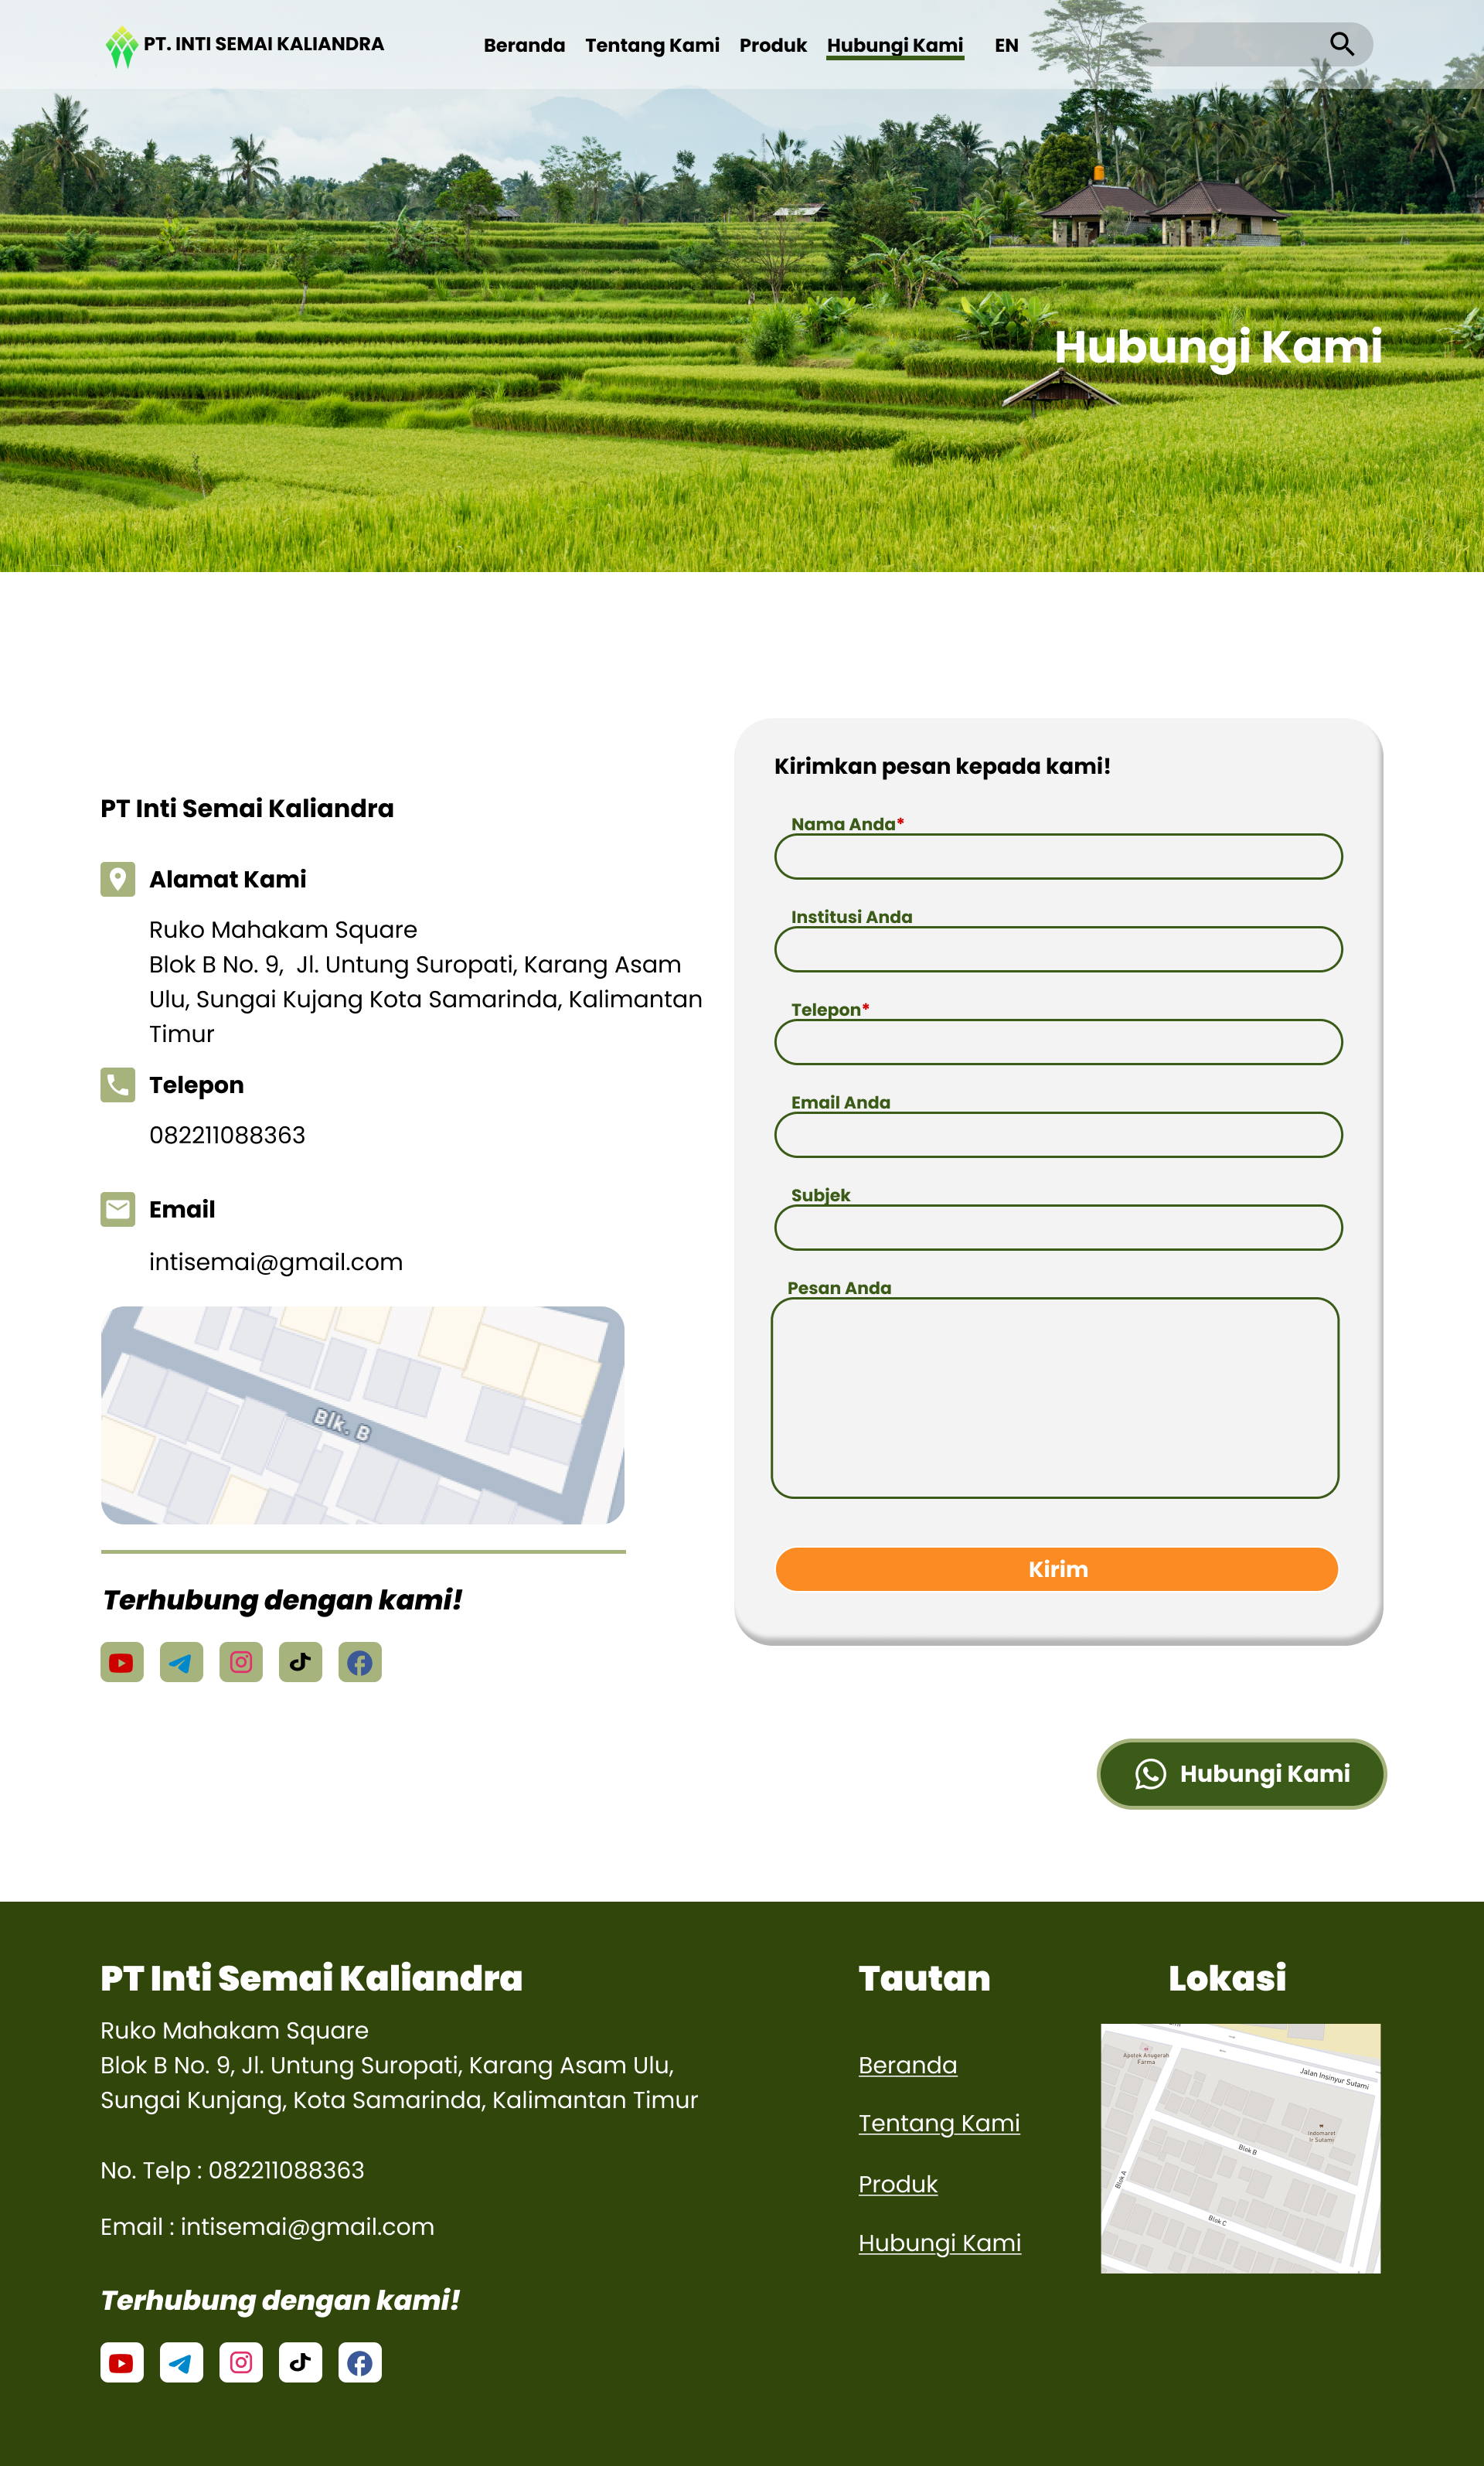 PT. INTI SEMAI KALIANDRA
Beranda
Tentang Kami
Produk
Hubungi Kami
EN
Hubungi Kami
PT Inti Semai Kaliandra
Alamat Kami
Ruko Mahakam Square
Blok B No. 9,  Jl. Untung Suropati, Karang Asam
Ulu, Sungai Kujang Kota Samarinda, Kalimantan
Timur
Telepon
082211088363
Email
intisemai@gmail.com
Blk. B
Terhubung dengan kami!
Kirimkan pesan kepada kami!
Nama Anda*
Institusi Anda
Telepon*
Email Anda
Subjek
Pesan Anda
Kirim
Hubungi Kami
PT Inti Semai Kaliandra
Ruko Mahakam Square
Blok B No. 9, Jl. Untung Suropati, Karang Asam Ulu,
Sungai Kunjang, Kota Samarinda, Kalimantan Timur
No. Telp : 082211088363
Email : intisemai@gmail.com
Terhubung dengan kami!
Tautan
Beranda
Tentang Kami
Produk
Hubungi Kami
Lokasi
Apotek Anugerah
Farma
Jalan Insinyur Sutami
Indomaret
Ir Sutami
Blok B
Blok A
Blok C